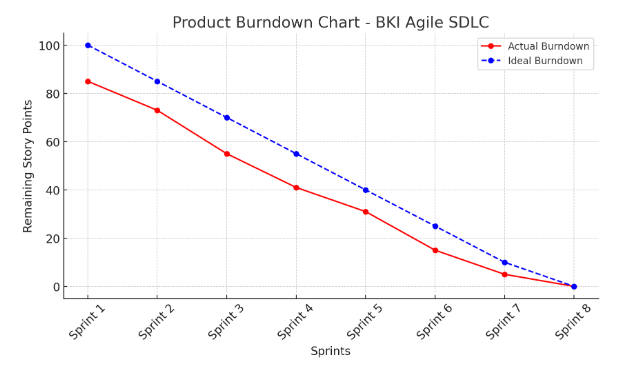 Product Burndown Chart - BKI Agile SDLC
Actual Burndown
Ideal Burndown
Remaining Story Points
100
80
60
40
20
0
Sprint 1
Sprint 2
Sprint 3
Sprint 4
Sprint 5
Sprint 6
Sprint 7
Sprint 8
Sprints